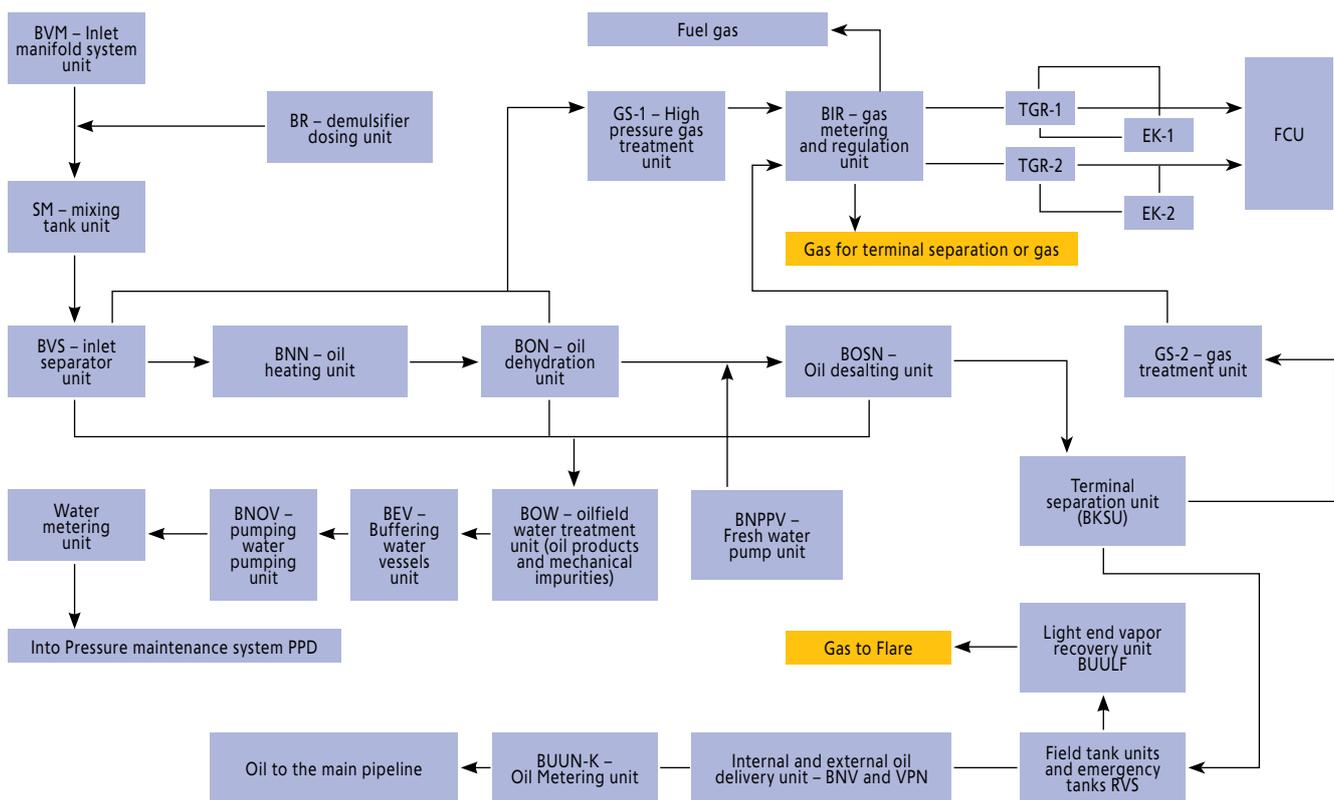 BVM – Inlet
manifold system
unit
Fuel gas
BR – demulsifier
dosing unit
GS-1 – High
pressure gas
treatment
unit
BIR – gas
metering
and regulation
unit
TGR-1
EK-1
TGR-2
EK-2
FCU
SM – mixing
tank unit
Gas for terminal separation or gas
BVS – inlet
separator
unit
BNN – oil
heating unit
BON – oil
dehydration
unit
BOSN –
Oil desalting unit
GS-2 – gas
treatment unit
Water
metering
unit
BNOV –
pumping
water
pumping
unit
BEV –
Buffering
water
vessels
unit
BOW – oilfield
water treatment
unit (oil products
and mechanical
impurities)
BNPPV –
Fresh water
pump unit
Terminal
separation unit
(BKSU)
Into Pressure maintenance system PPD
Gas to Flare
Light end vapor
recovery unit
BUULF
Oil to the main pipeline
BUUN-K –
Oil Metering unit
Internal and external oil
delivery unit – BNV and VPN
Field tank units
and emergency
tanks RVS